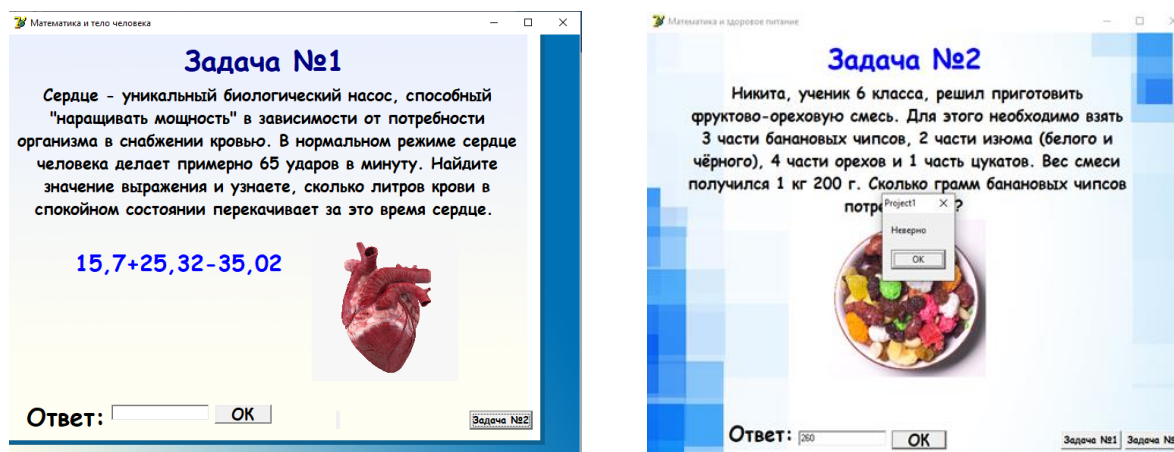 Математика и тело человека
Задача №1
Сердце - уникальный биологический насос, способный
"наращивать мощность" в зависимости от потребности
организма в снабжении кровью. В нормальном режиме сердце
человека делает примерно 65 ударов в минуту. Найдите
значение выражения и узнаете, сколько литров крови в
спокойном состоянии перекачивает за это время сердце.
15,7+25,32-35,02
Ответ:
ОК
Задача №2
Математика и здоровое питание
Задача №2
Никита, ученик 6 класса, решил приготовить
фруктово-ореховую смесь. Для этого необходимо взять
3 части банановых чипсов, 2 части изюма (белого и
чёрного), 4 части орехов и 1 часть цукатов. Вес смеси
получился 1 кг 200 г. Сколько грамм банановых чипсов
?
Project1
Неверно
OK
Ответ: 260
ОК
Задача №1
Задача